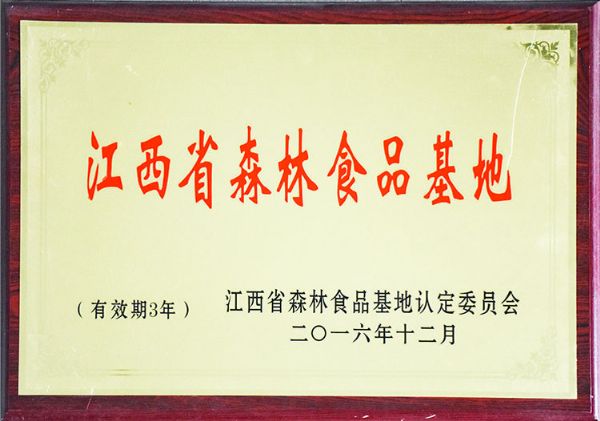 江西省森林食品基地
(有效期3年)
江西省森林食品基地认定委员会
二〇一六年十二月